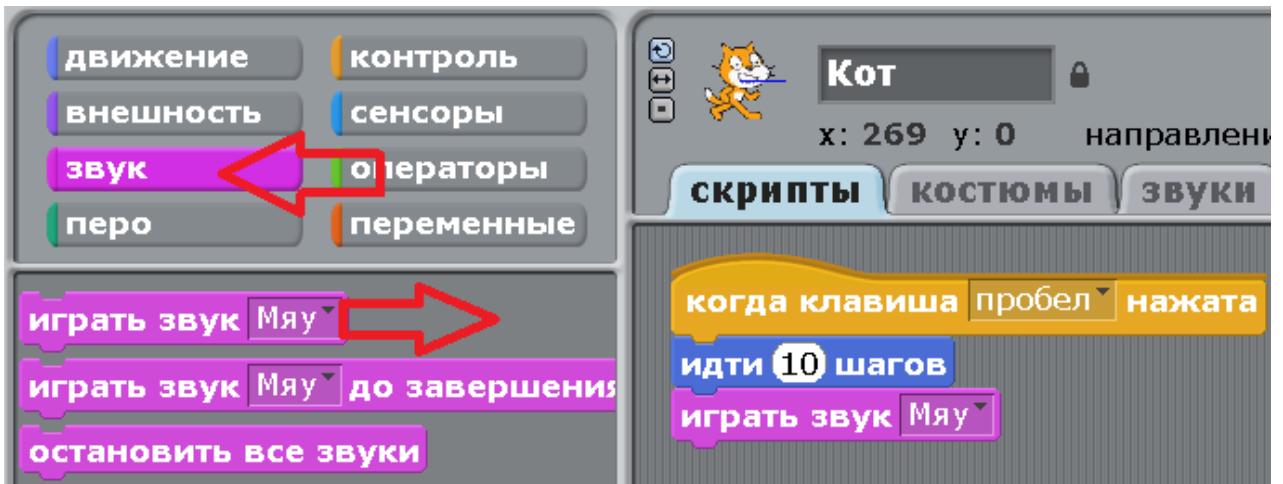 движение
контроль
внешность
сенсоры
звук
операторы
перо
переменные
играть звук Мяу
играть звук Мяу до завершения
остановить все звуки
Кот
x: 269 y: 0 направлени
скрипты костюмы звуки
когда клавиша пробел нажата
идти 10 шагов
играть звук Мяу